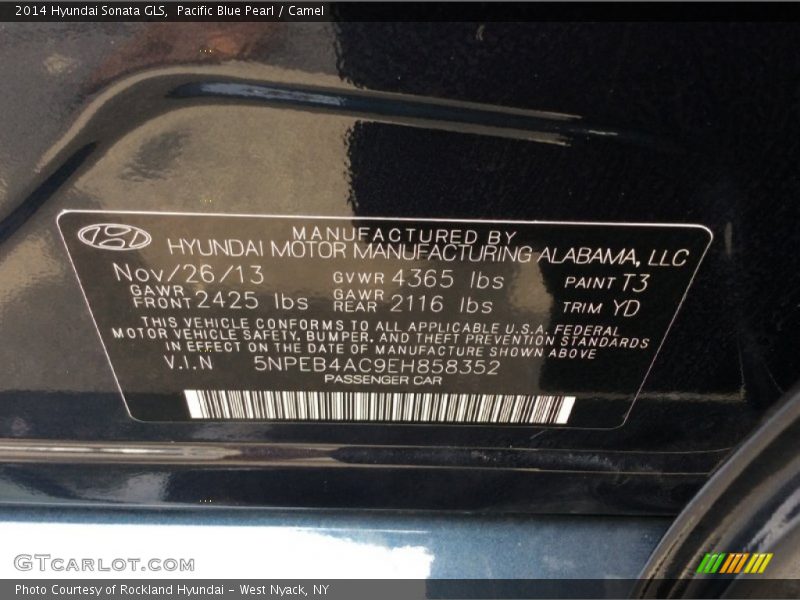 2014 Hyundai Sonata GLS, Pacific Blue Pearl / Camel
MANUFACTURED BY
HYUNDAI MOTOR MANUFACTURING ALABAMA, LLC
Nov/26/13 GVWR 4365 lbs PAINT T3
GAWR FRONT 2425 lbs GAWR REAR 2116 lbs TRIM YD
THIS VEHICLE CONFORMS TO ALL APPLICABLE U.S.A. FEDERAL
MOTOR VEHICLE SAFETY, BUMPER, AND THEFT PREVENTION STANDARDS
IN EFFECT ON THE DATE OF MANUFACTURE SHOWN ABOVE
V.I.N 5NPEB4AC9EH858352
PASSENGER CAR
GTCARLOT.COM
Photo Courtesy of Rockland Hyundai - West Nyack, NY